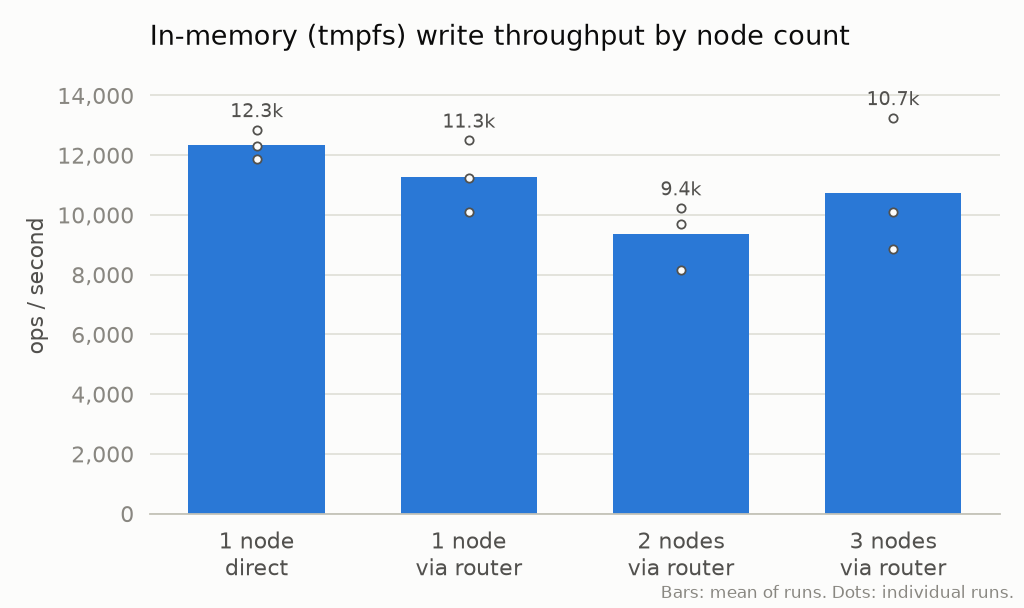 In-memory (tmpfs) write throughput by node count
ops / second
14,000
12,000
10,000
8,000
6,000
4,000
2,000
0
12.3k
11.3k
9.4k
10.7k
1 node
direct
1 node
via router
2 nodes
via router
3 nodes
via router
Bars: mean of runs. Dots: individual runs.